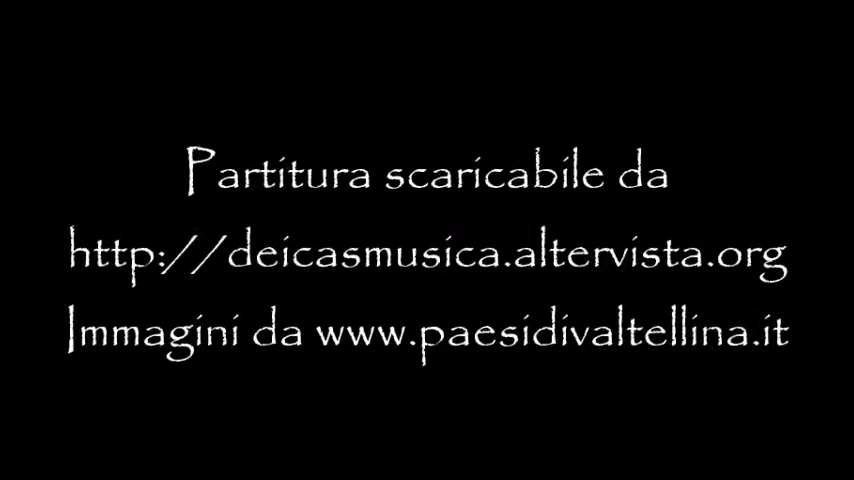 Partitura scaricabile da
http://deicasmusica.altervista.org
Immagini da www.paesidivaltellina.it